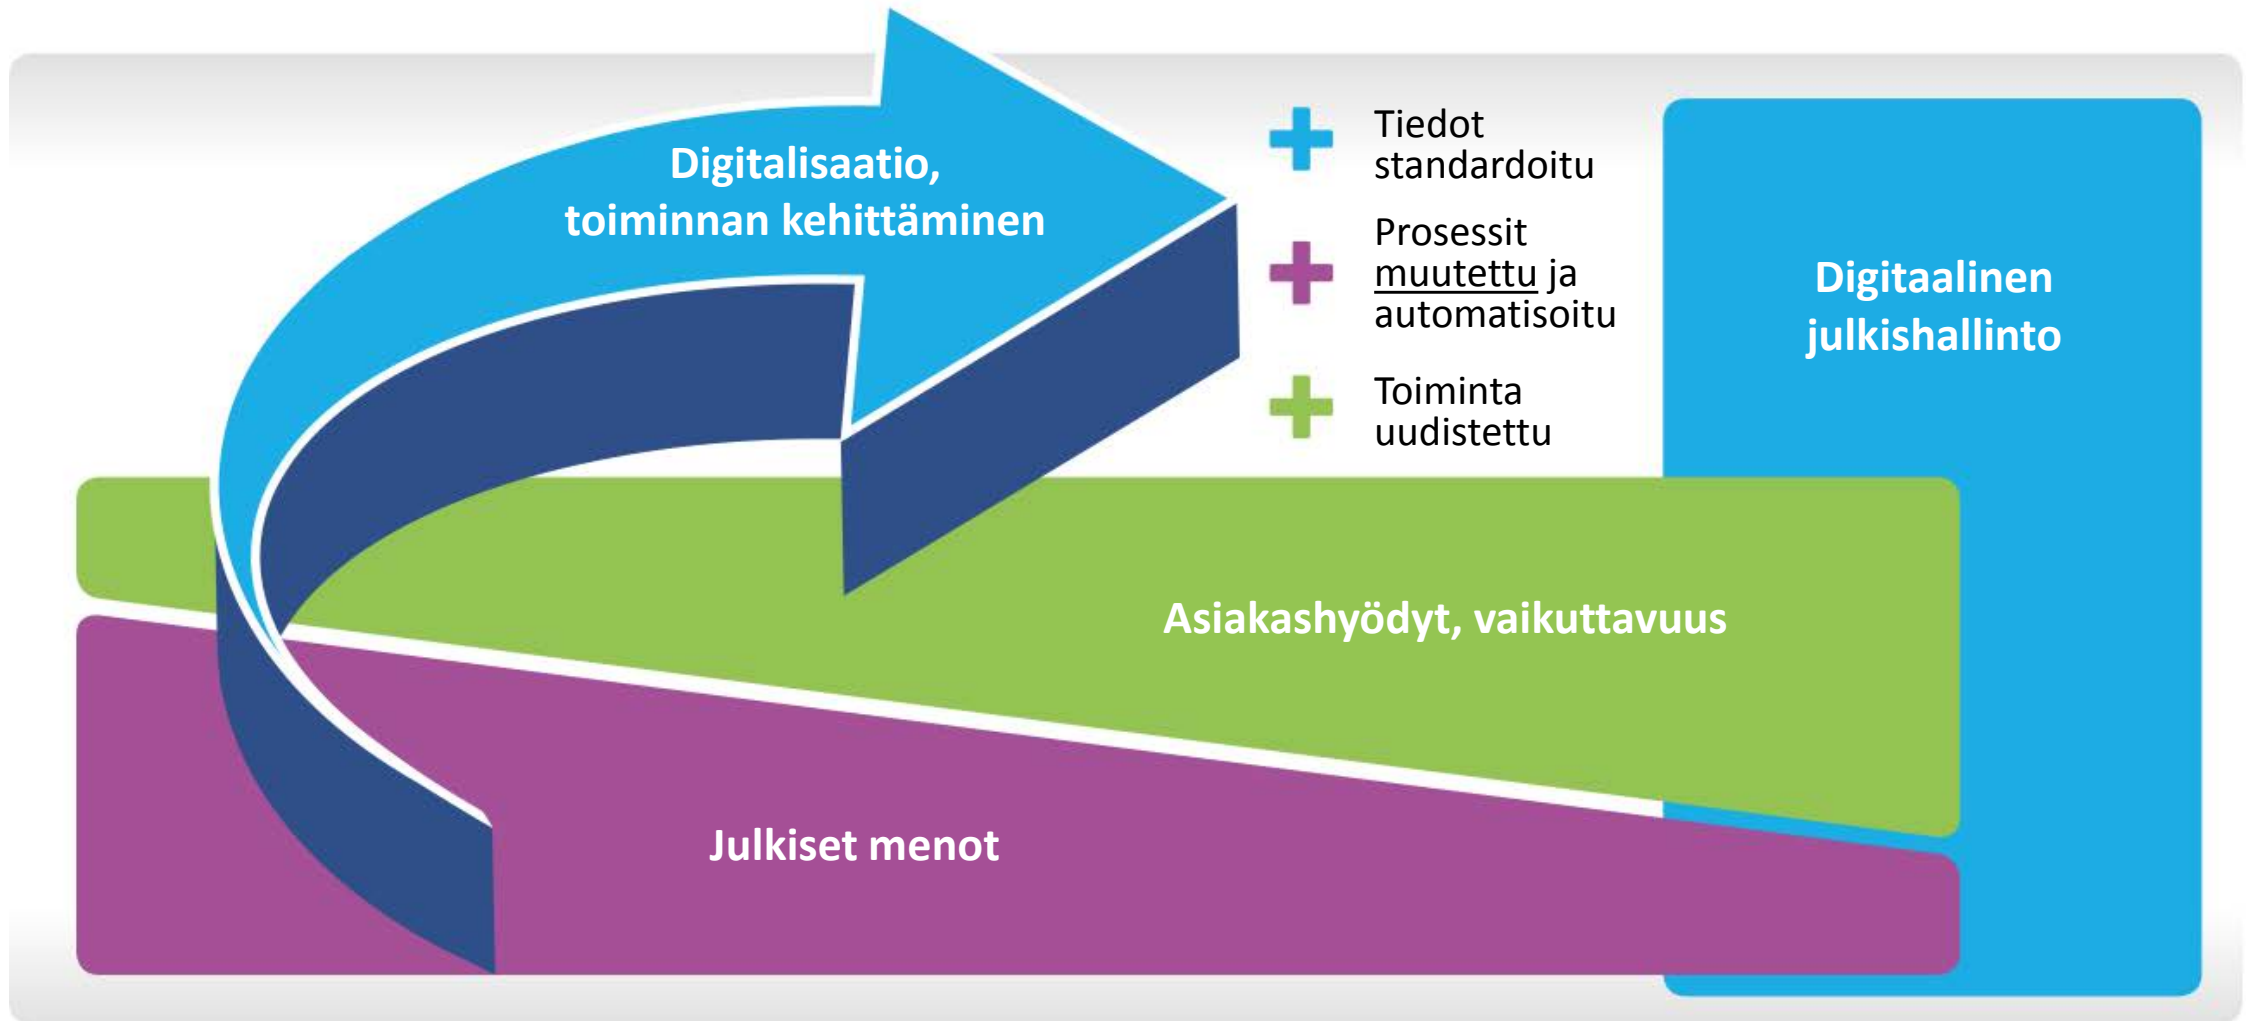 Digitalisaatio,
toiminnan kehittäminen
Tiedot
standardoitu
Prosessit
muutettu ja
automatisoitu
Toiminta
uudistettu
Digitaalinen
julkishallinto
Asiakashyödyt, vaikuttavuus
Julkiset menot